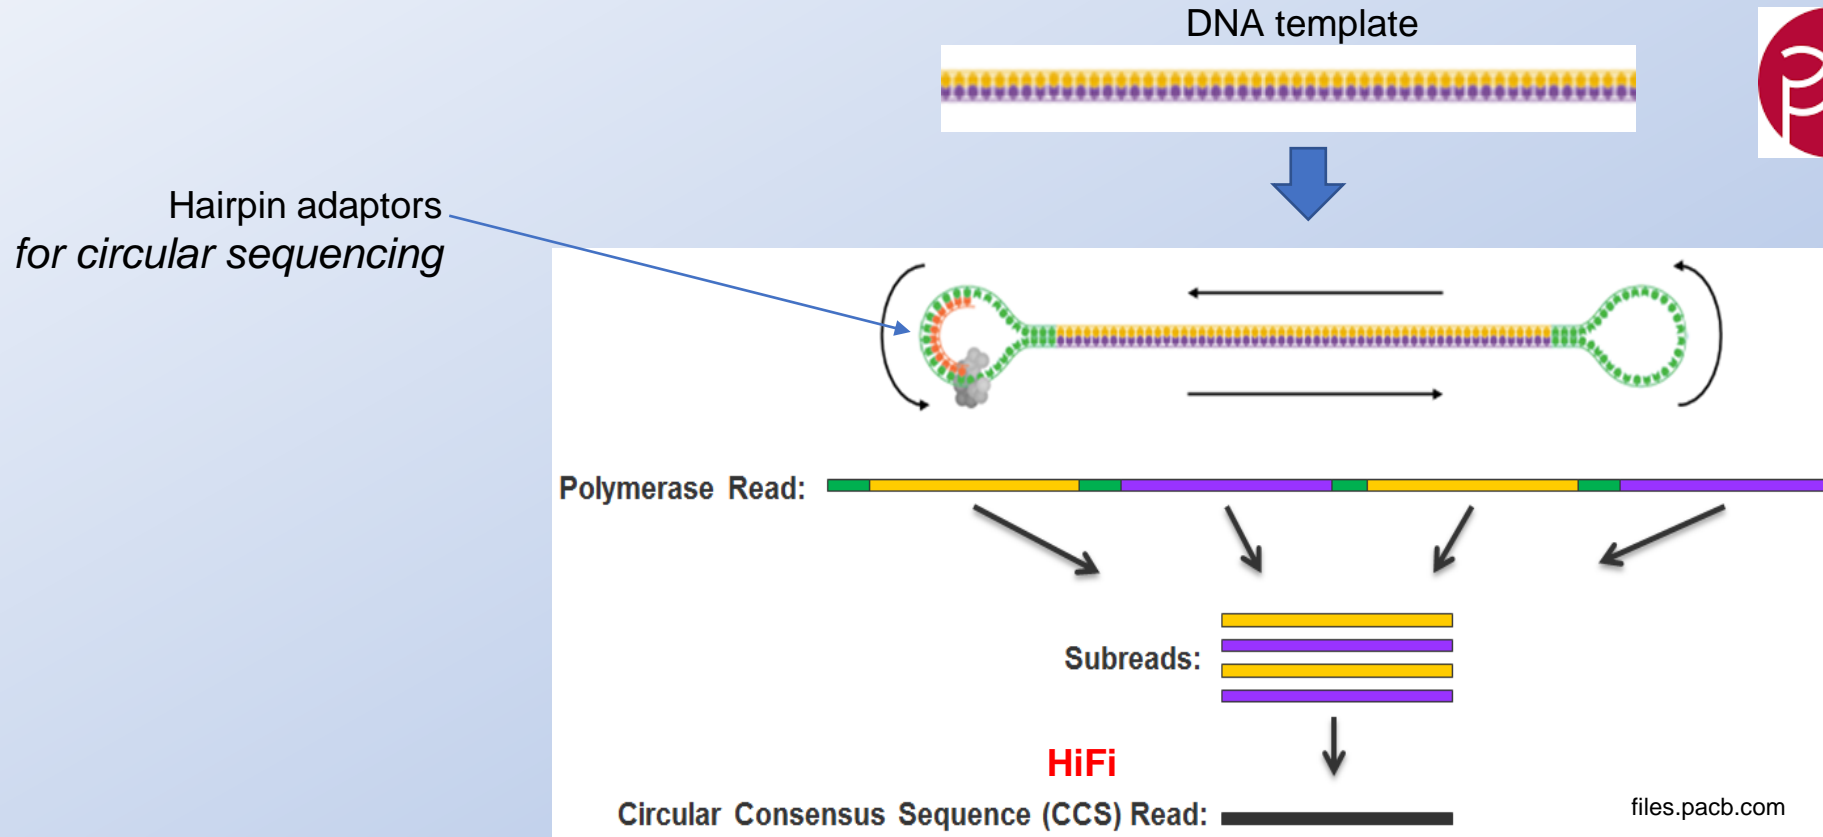 DNA template
Hairpin adaptors
for circular sequencing
Polymerase Read:
Subreads:
HiFi
Circular Consensus Sequence (CCS) Read:
files.pacb.com